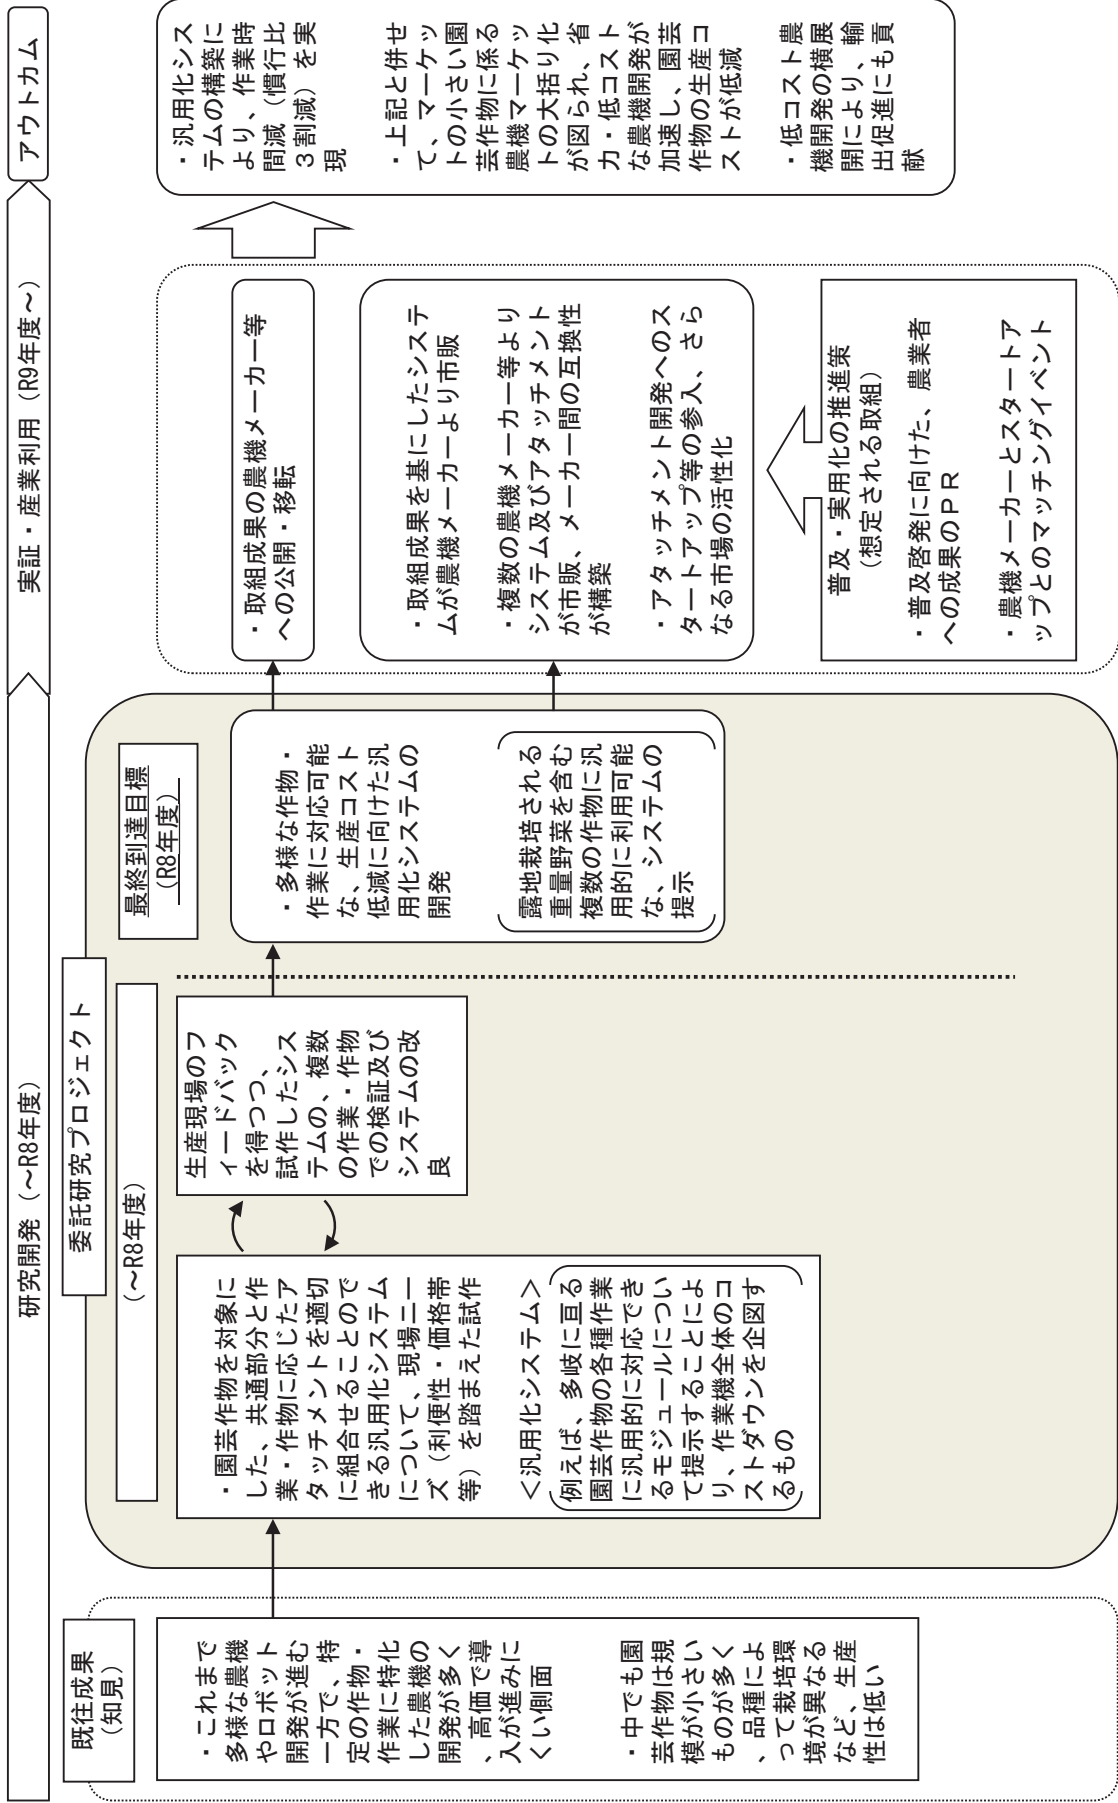 研究開発（～R8年度）
実証・産業利用（R9年度～）
アウトカム
既往成果
（知見）
・これまで
多様な農機
やロボット
開発が進む
一方で、特
定の作物・
作業に特化
した農機の
開発が多く
、高価で導
入が進みに
くい側面
・中でも園
芸作物は規
模が小さい
ものが多く
、品種によ
って栽培環
境が異なる
など、生産
性は低い
委託研究プロジェクト
（～R8年度）
・園芸作物を対象に
した、共通部分と作
業・作物に応じたア
タッチメントを適切
に組合せることので
きる汎用化システム
について、現場ニー
ズ（利便性・価格帯
等）を踏まえた試作
＜汎用化システム＞
例えば、多岐に亘る
園芸作物の各種作業
に汎用的に対応でき
るモジュールについ
て提示することによ
り、作業機全体のコ
ストダウンを企図す
るもの
生産現場のフ
ィードバック
を得つつ、
試作したシス
テムの、複数
の作業・作物
での検証及び
システムの改
良
最終到達目標
（R8年度）
・多様な作物・
作業に対応可能
な、生産コスト
低減に向けた汎
用化システムの
開発
露地栽培される
重量野菜を含む
複数の作物に汎
用的に利用可能
な、システムの
提示
・取組成果の農機メーカー等
への公開・移転
・取組成果を基にしたシステ
ムが農機メーカーより市販
・複数の農機メーカー等より
システム及びアタッチメント
が市販、メーカー間の互換性
が構築
・アタッチメント開発へのス
タートアップ等の参入、さら
なる市場の活性化
普及・実用化の推進策
（想定される取組）
・普及啓発に向けた、農業者
への成果のＰＲ
・農機メーカーとスタートア
ップとのマッチングイベント
・汎用化シス
テムの構築に
より、作業時
間減（慣行比
３割減）を実
現
・上記と併せ
て、マーケッ
トの小さい園
芸作物に係る
農機マーケッ
トの大括り化
が図られ、省
力・低コスト
な農機開発が
加速し、園芸
作物の生産コ
ストが低減
・低コスト農
機開発の横展
開により、輸
出促進にも貢
献